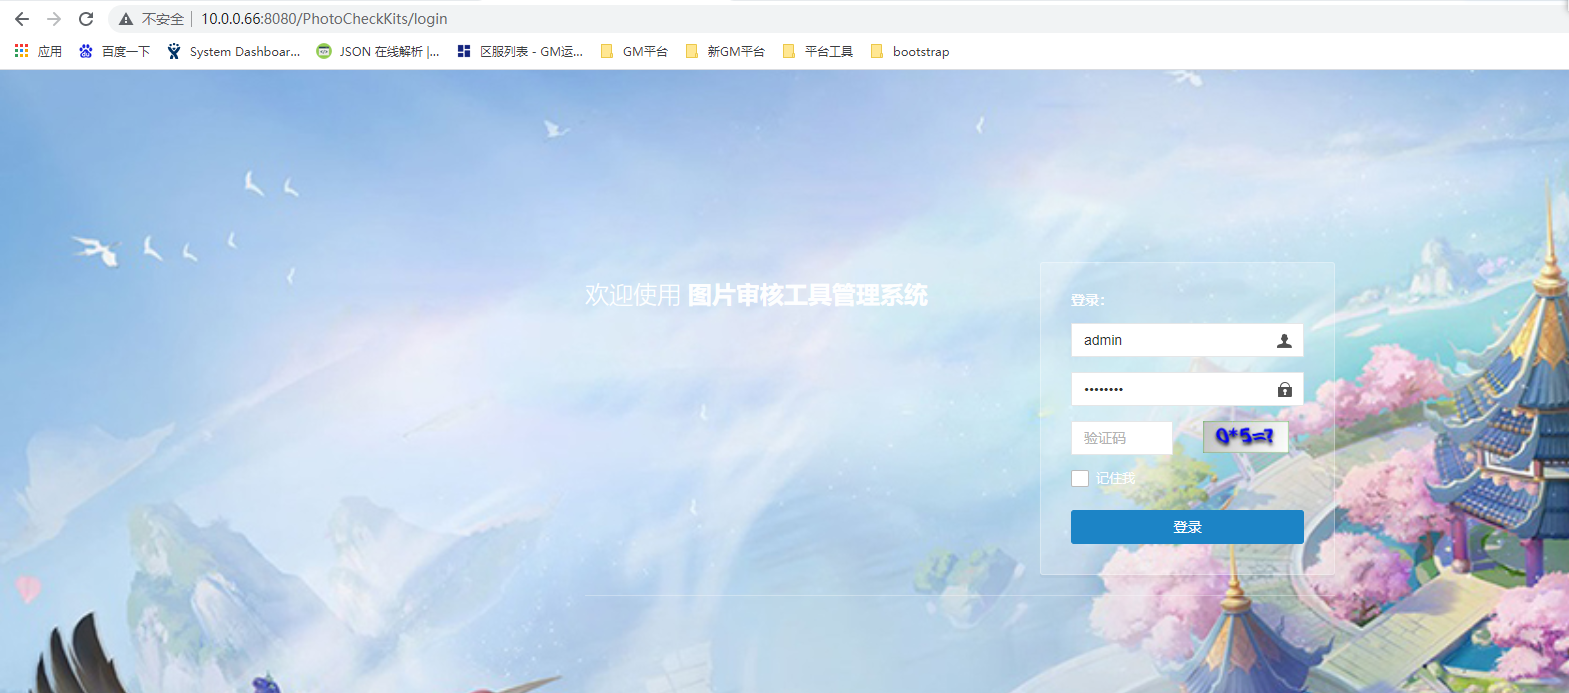 不安全 10.0.0.66:8080/PhotoCheckKits/login
应用 百度一下 System Dashboar... JSON 在线解析 |... 区服列表 - GM运... GM平台 新GM平台 平台工具 bootstrap
欢迎使用 图片审核工具管理系统
登录:
admin
••••••••
验证码 0*5=?
记住我
登录